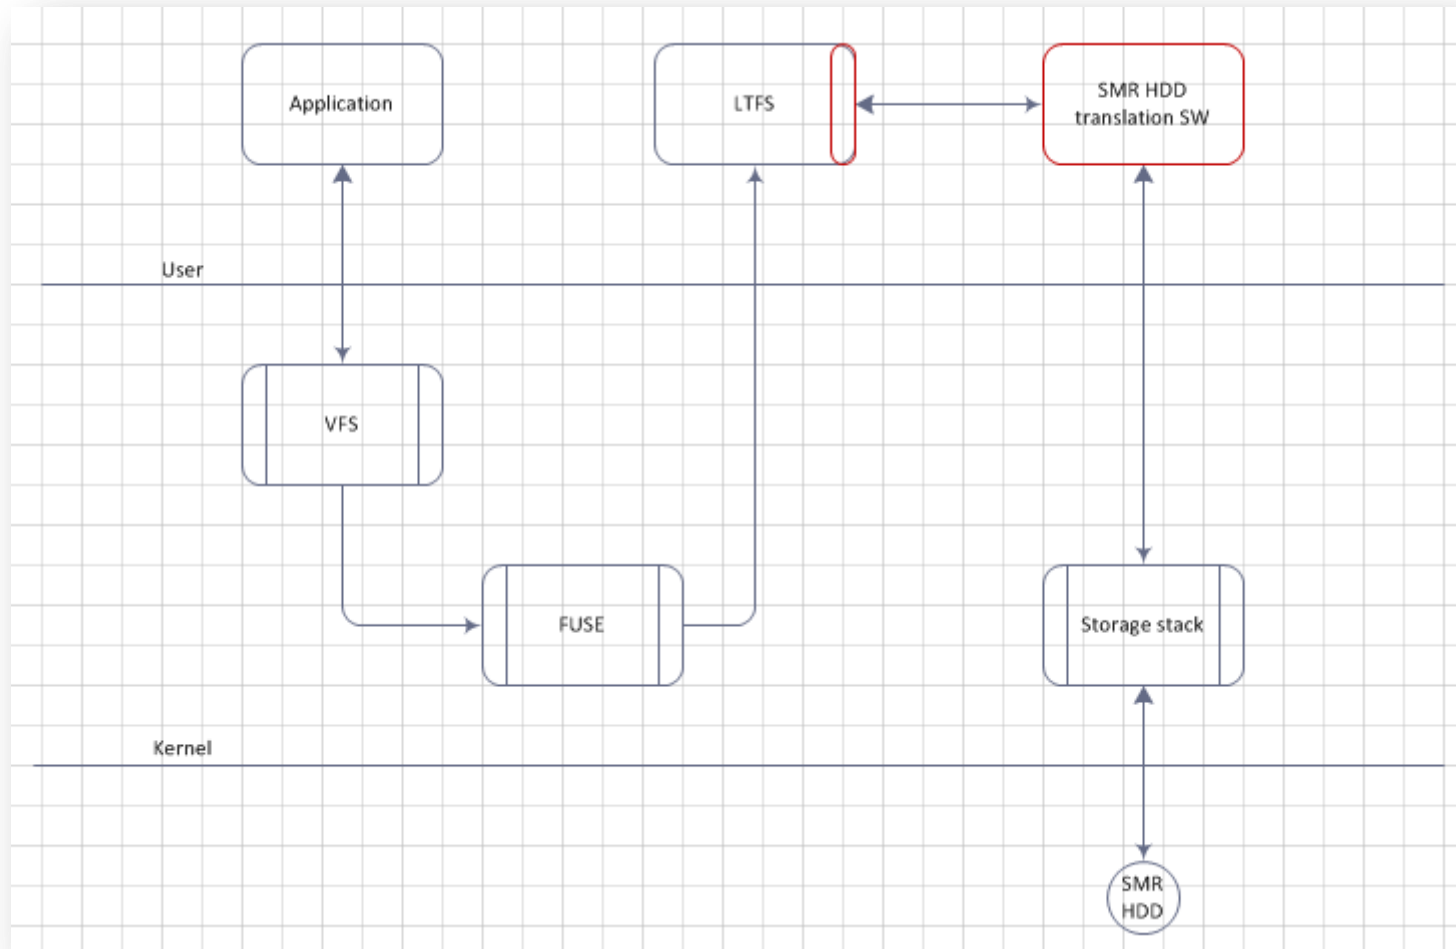 Application
LTFS
SMR HDD
translation SW
User
VFS
FUSE
Storage stack
Kernel
SMR
HDD